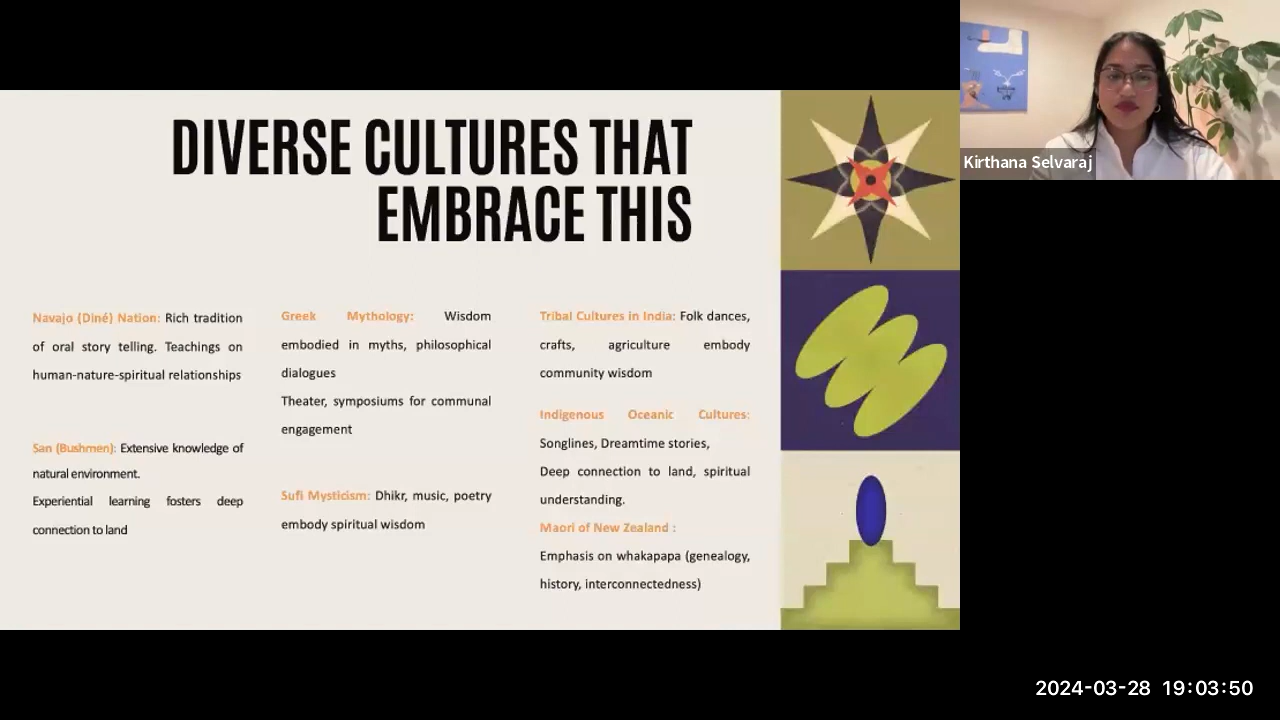 DIVERSE CULTURES THAT
EMBRACE THIS
Navajo (Diné) Nation: Rich tradition
of oral story telling. Teachings on
human-nature-spiritual relationships
San (Bushmen): Extensive knowledge of
natural environment.
Experiential learning fosters deep
connection to land
Greek Mythology: Wisdom
embodied in myths, philosophical
dialogues
Theater, symposiums for communal
engagement
Sufi Mysticism: Dhikr, music, poetry
embody spiritual wisdom
Tribal Cultures in India: Folk dances,
crafts, agriculture embody
community wisdom
Indigenous Oceanic Cultures:
Songlines, Dreamtime stories,
Deep connection to land, spiritual
understanding.
Maori of New Zealand :
Emphasis on whakapapa (genealogy,
history, interconnectedness)
Kirthana Selvaraj
2024-03-28 19:03:50